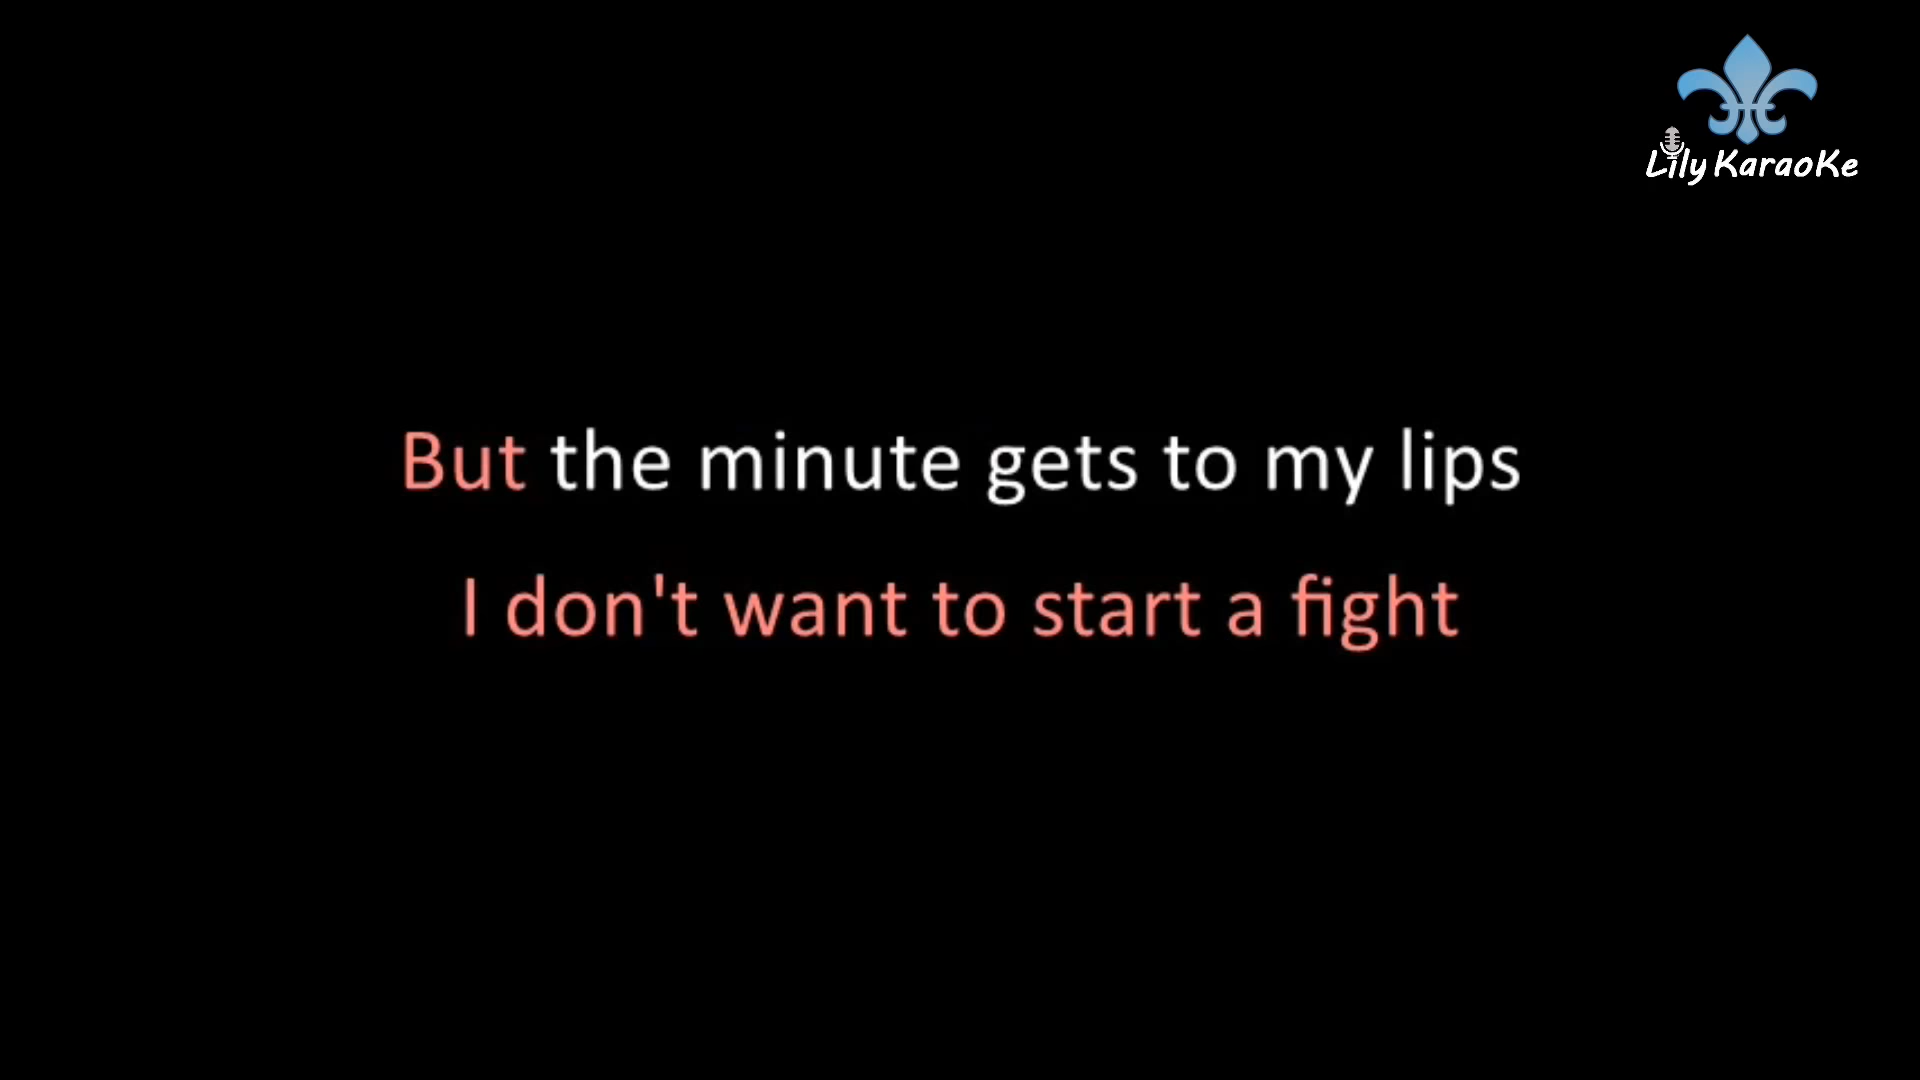 Lily KaraoKe
But the minute gets to my lips
I don't want to start a fight